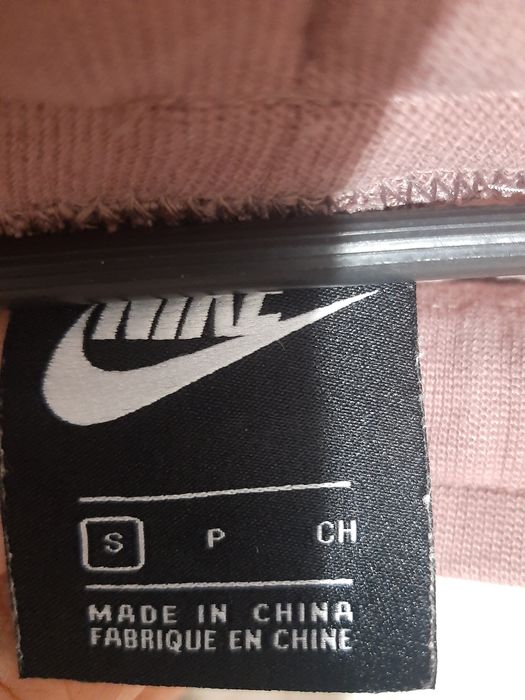 NIKE
S P CH
MADE IN CHINA
FABRIQUE EN CHINE